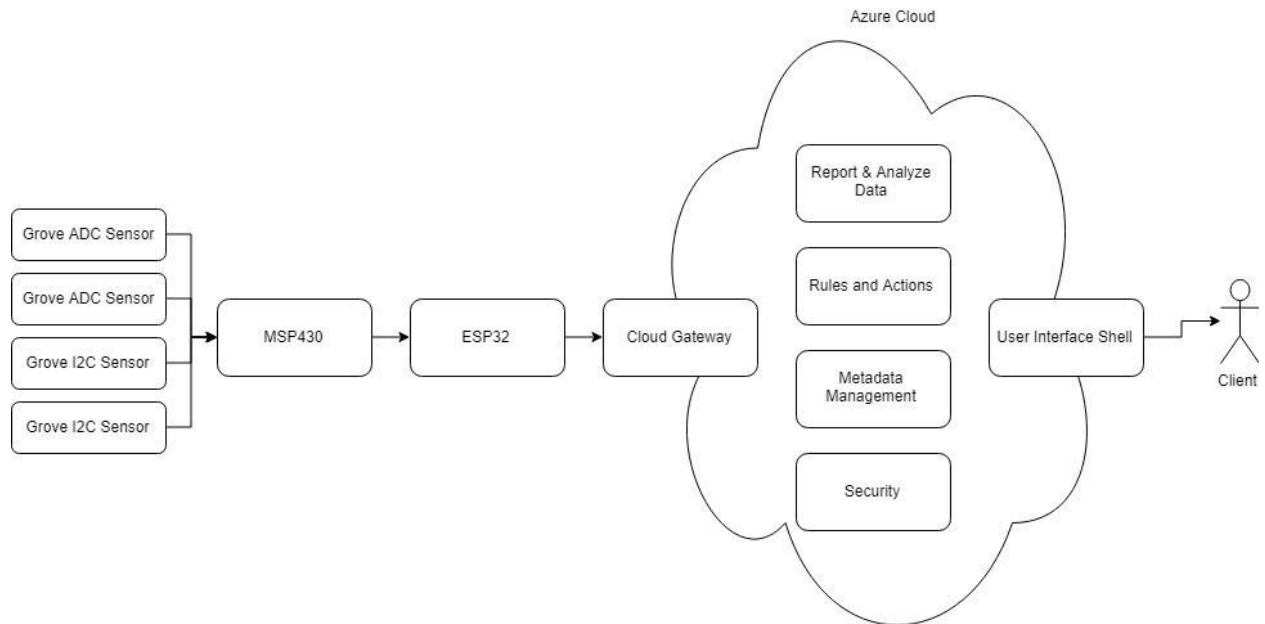 Azure Cloud
Report & Analyze
Data
Grove ADC Sensor
Grove ADC Sensor
Grove I2C Sensor
Grove I2C Sensor
MSP430
ESP32
Cloud Gateway
Rules and Actions
Metadata
Management
Security
User Interface Shell
Client